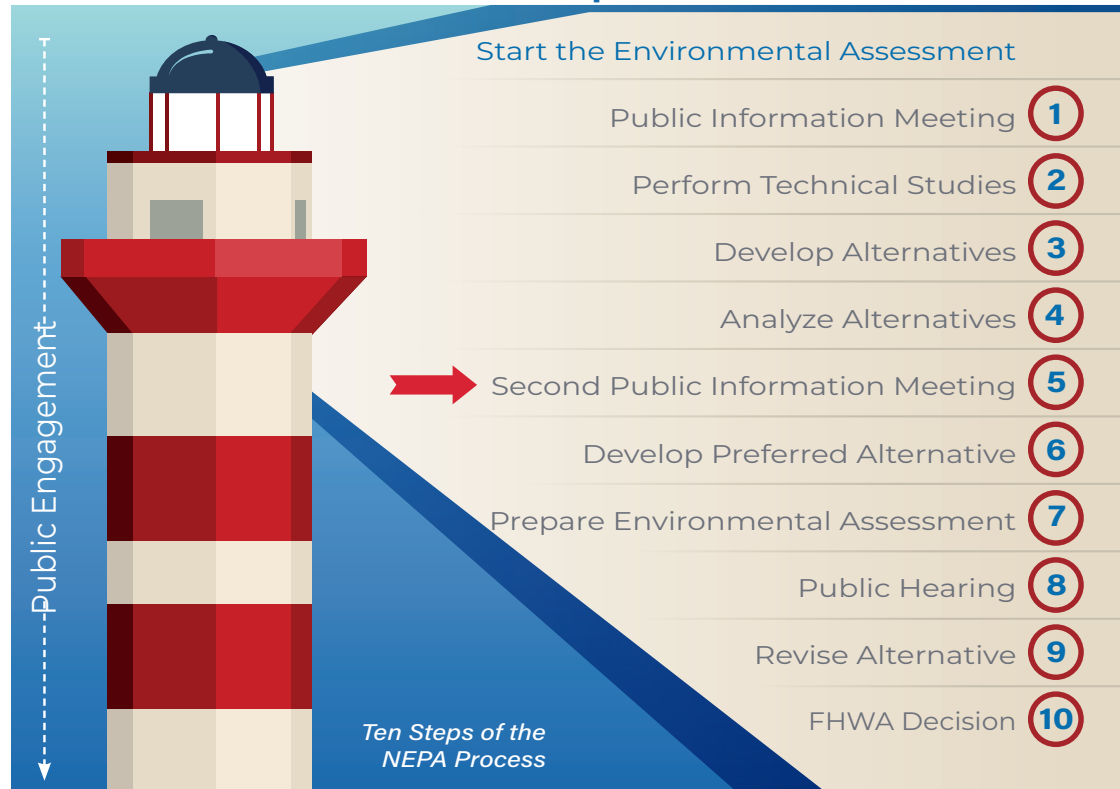 Start the Environmental Assessment
Public Information Meeting 1
Perform Technical Studies 2
Develop Alternatives 3
Analyze Alternatives 4
Second Public Information Meeting 5
Develop Preferred Alternative 6
Prepare Environmental Assessment 7
Public Hearing 8
Revise Alternative 9
FHWA Decision 10
Public Engagement
Ten Steps of the
NEPA Process